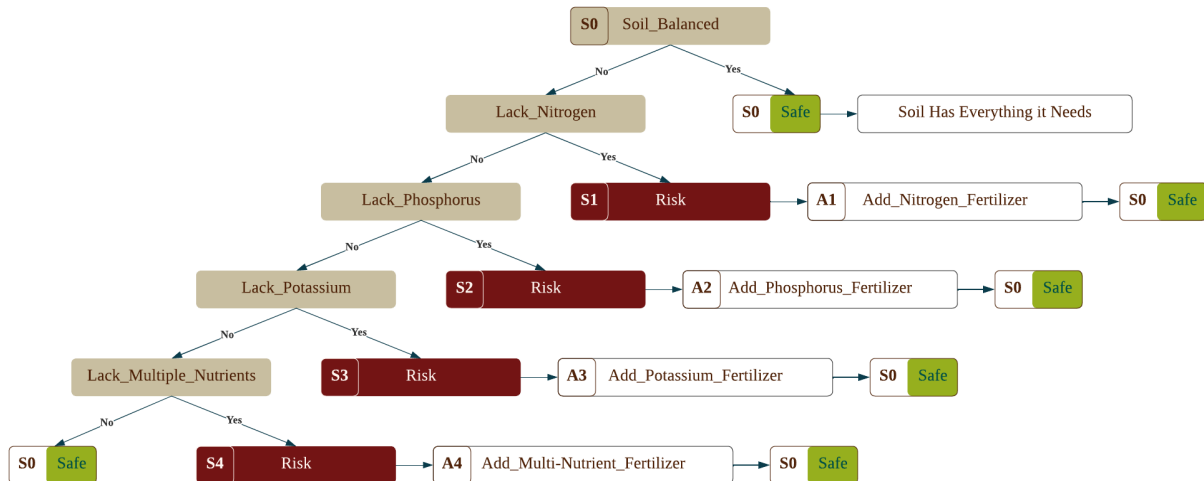 S0 Soil_Balanced
No Yes
Lack_Nitrogen
S0 Safe
Soil Has Everything it Needs
No Yes
Lack_Phosphorus
S1 Risk
A1 Add_Nitrogen_Fertilizer
S0 Safe
No Yes
Lack_Potassium
S2 Risk
A2 Add_Phosphorus_Fertilizer
S0 Safe
No Yes
Lack_Multiple_Nutrients
S3 Risk
A3 Add_Potassium_Fertilizer
S0 Safe
No Yes
S0 Safe
S4 Risk
A4 Add_Multi-Nutrient_Fertilizer
S0 Safe